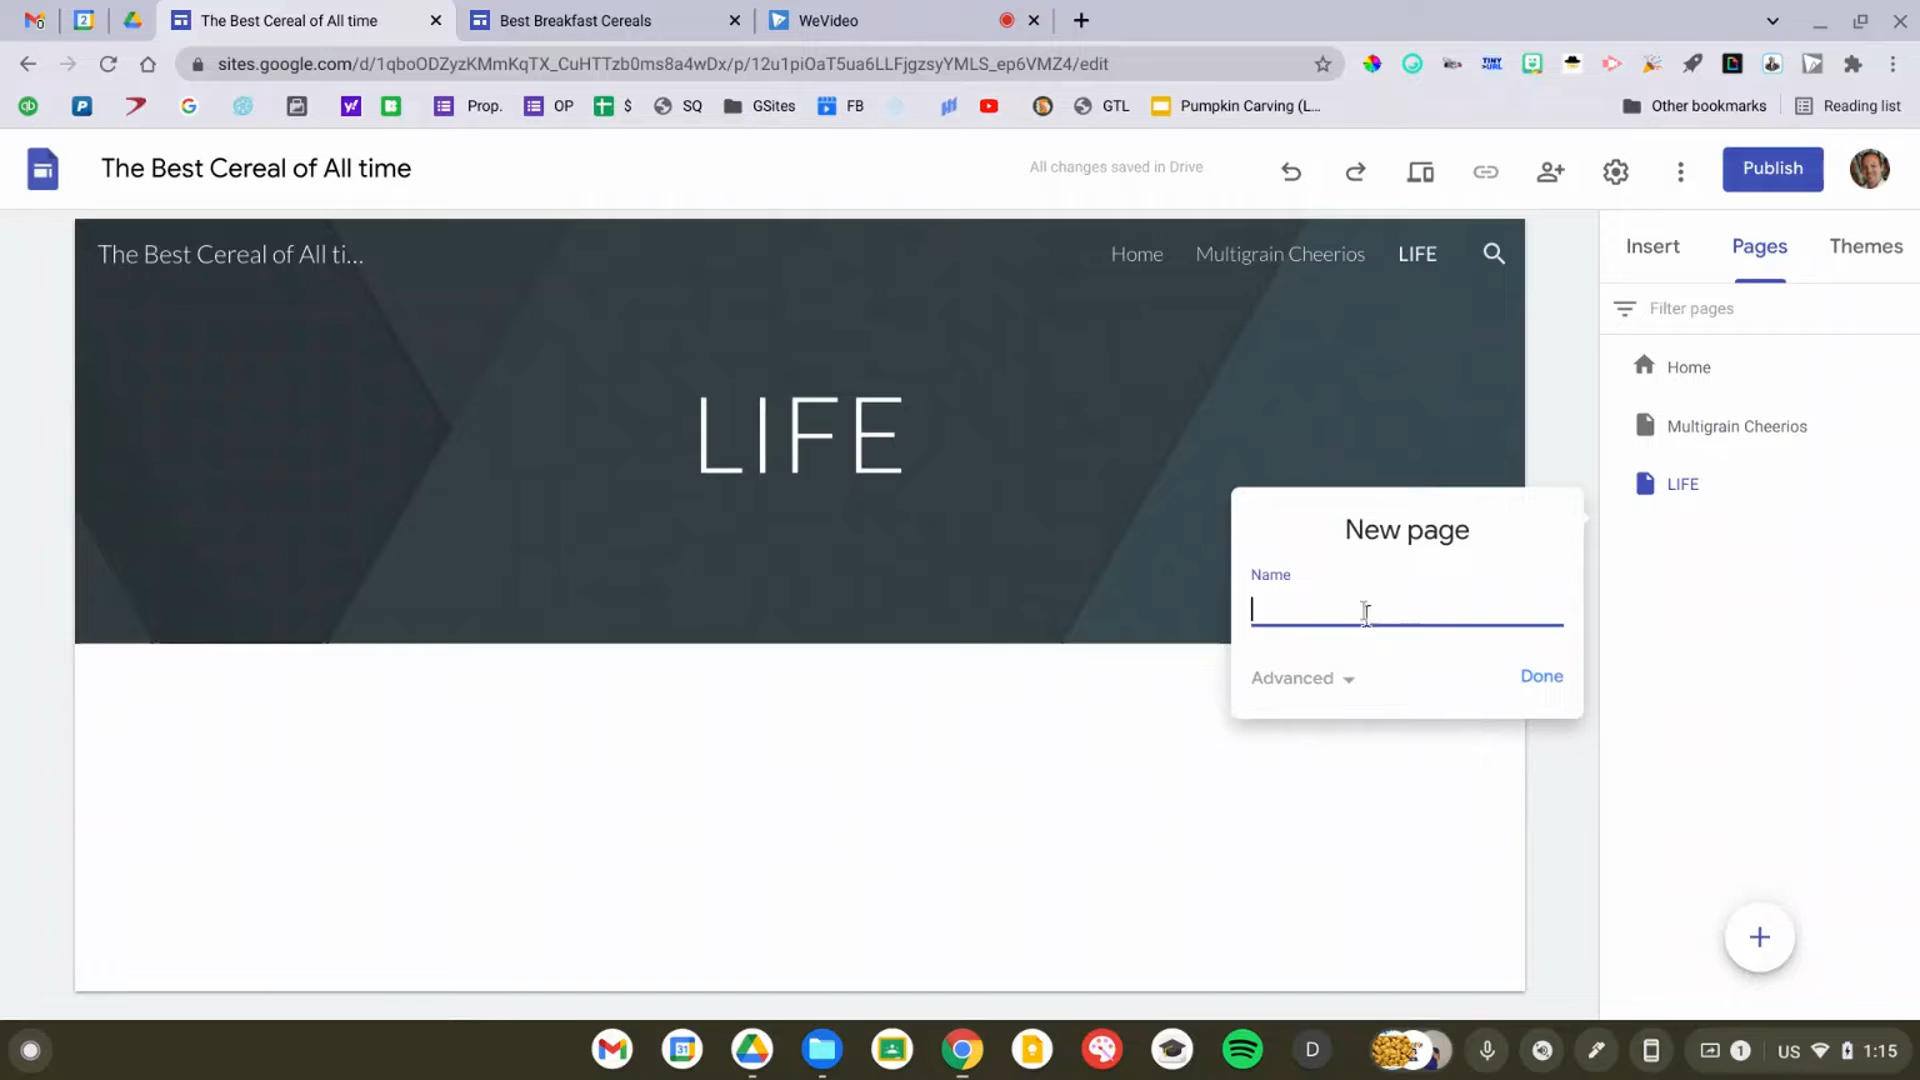 The Best Cereal of All time
Best Breakfast Cereals
WeVideo
sites.google.com/d/1qboODZyzKMmKqTX_CuHTTzb0ms8a4wDx/p/12u1piOaT5ua6LLFjgzsyYMLS_ep6VMZ4/edit
Prop.
OP
$
SQ
GSites
FB
GTL
Pumpkin Carving (L...
Other bookmarks
Reading list
The Best Cereal of All time
All changes saved in Drive
Publish
The Best Cereal of All ti...
Home
Multigrain Cheerios
LIFE
Insert
Pages
Themes
Filter pages
Home
Multigrain Cheerios
LIFE
LIFE
New page
Name
Advanced
Done
D
1
US
1:15